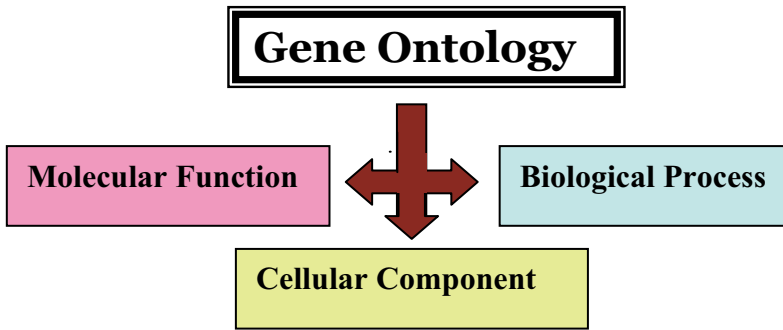 Gene Ontology
Molecular Function
Biological Process
Cellular Component